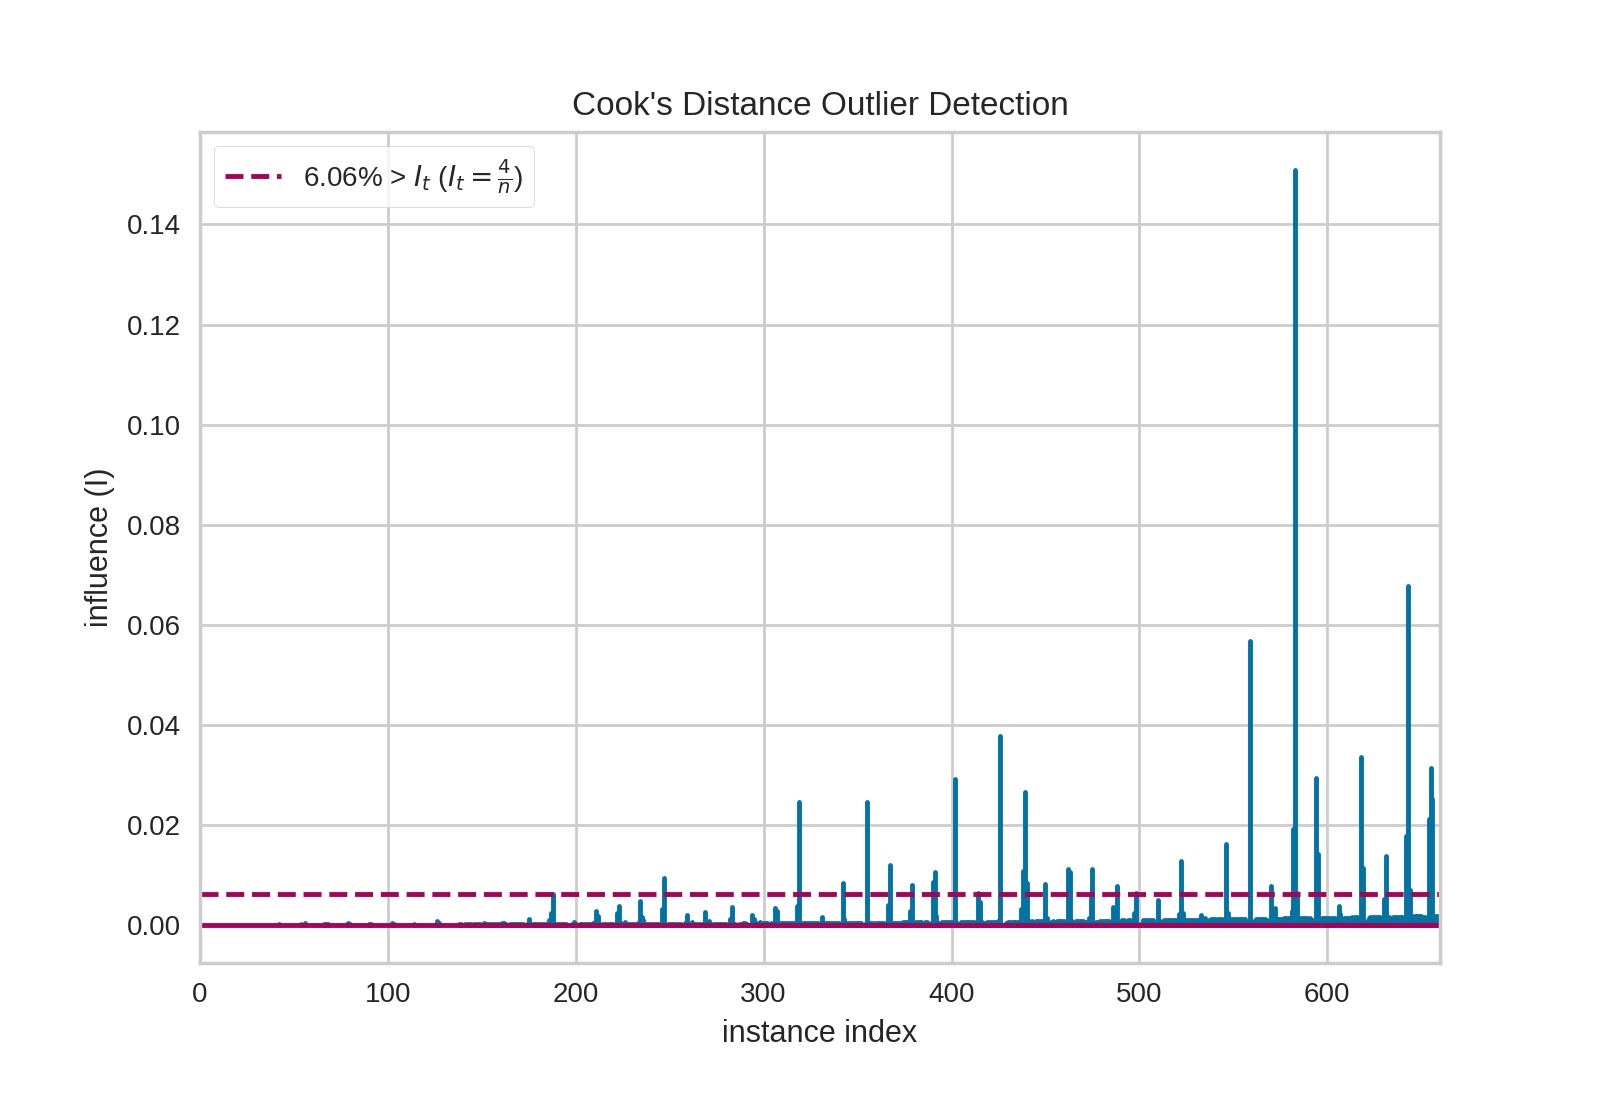 Cook's Distance Outlier Detection
6.06% > I_t (I_t = 4/n)
0.14
0.12
0.10
0.08
0.06
0.04
0.02
0.00
influence (I)
0 100 200 300 400 500 600
instance index